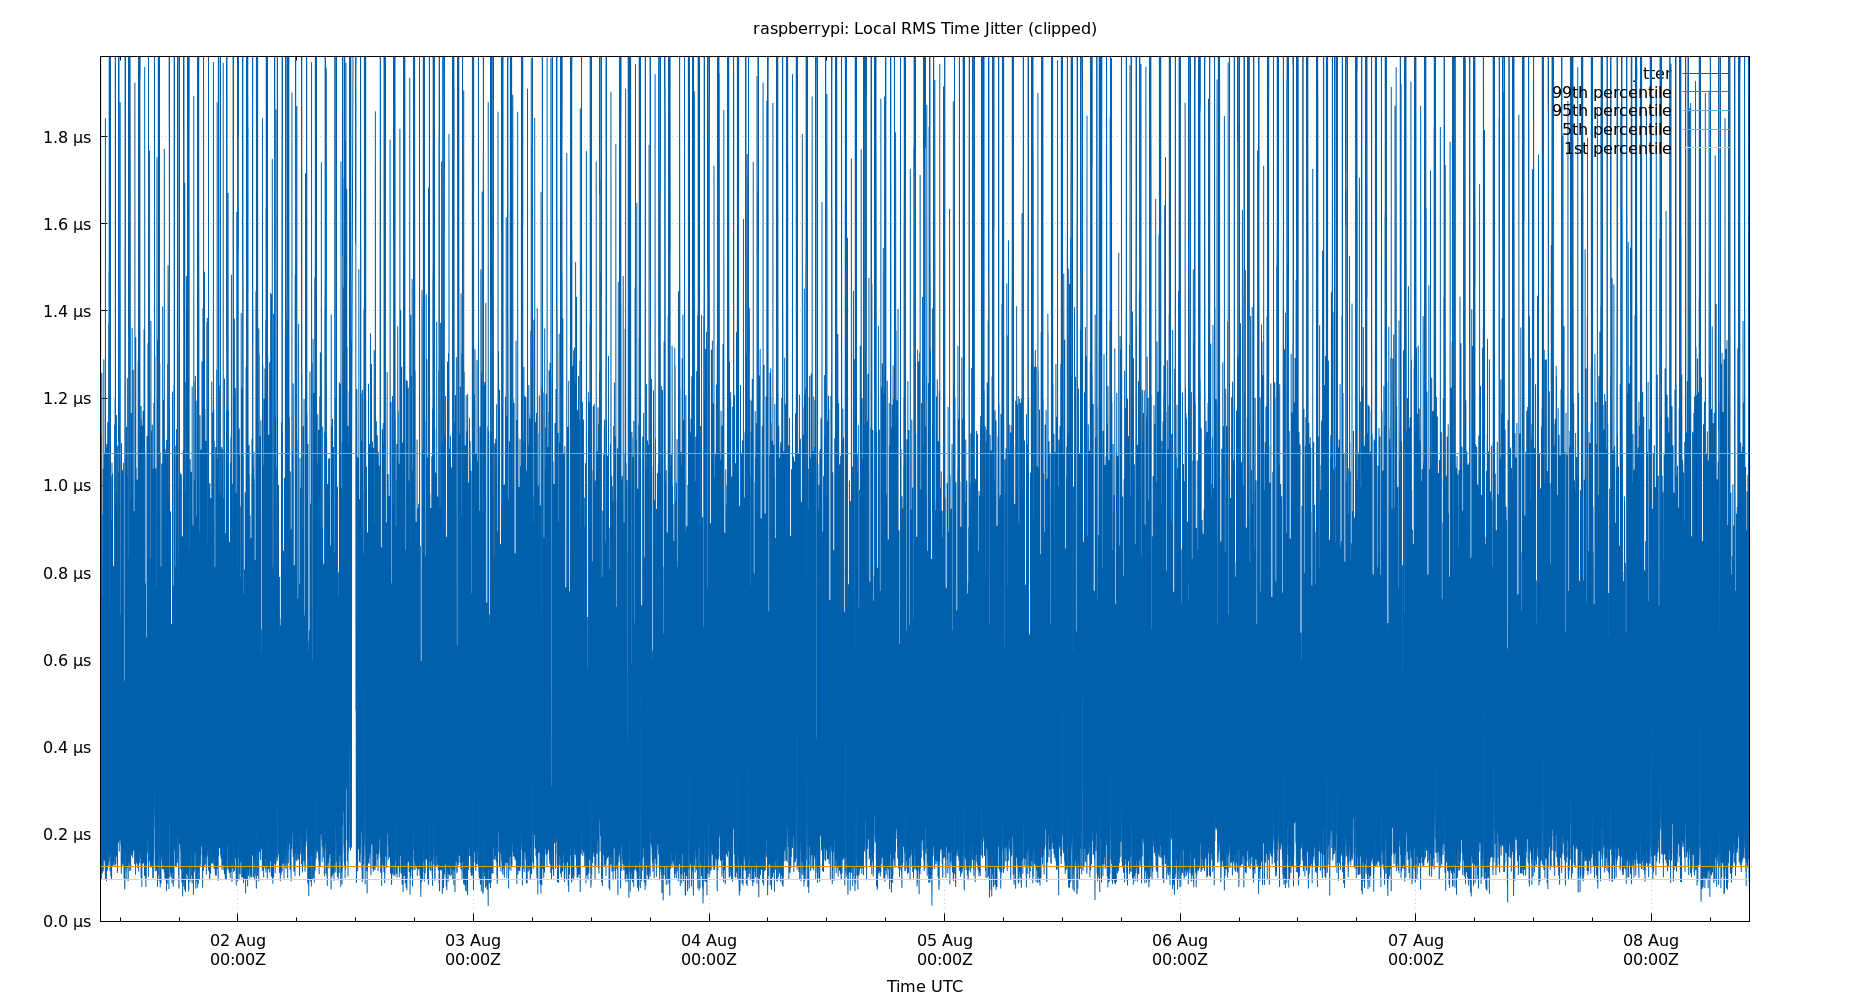 raspberrypi: Local RMS Time Jitter (clipped)
jitter
99th percentile
95th percentile
5th percentile
1st percentile
1.8 μs
1.6 μs
1.4 μs
1.2 μs
1.0 μs
0.8 μs
0.6 μs
0.4 μs
0.2 μs
0.0 μs
02 Aug 03 Aug 04 Aug 05 Aug 06 Aug 07 Aug 08 Aug
00:00Z 00:00Z 00:00Z 00:00Z 00:00Z 00:00Z 00:00Z
Time UTC